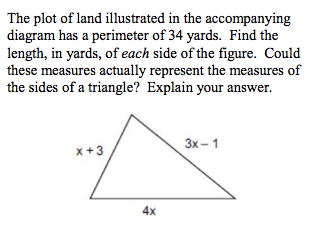 The plot of land illustrated in the accompanying
diagram has a perimeter of 34 yards.  Find the
length, in yards, of each side of the figure.  Could
these measures actually represent the measures of
the sides of a triangle?  Explain your answer.
x + 3
3x – 1
4x